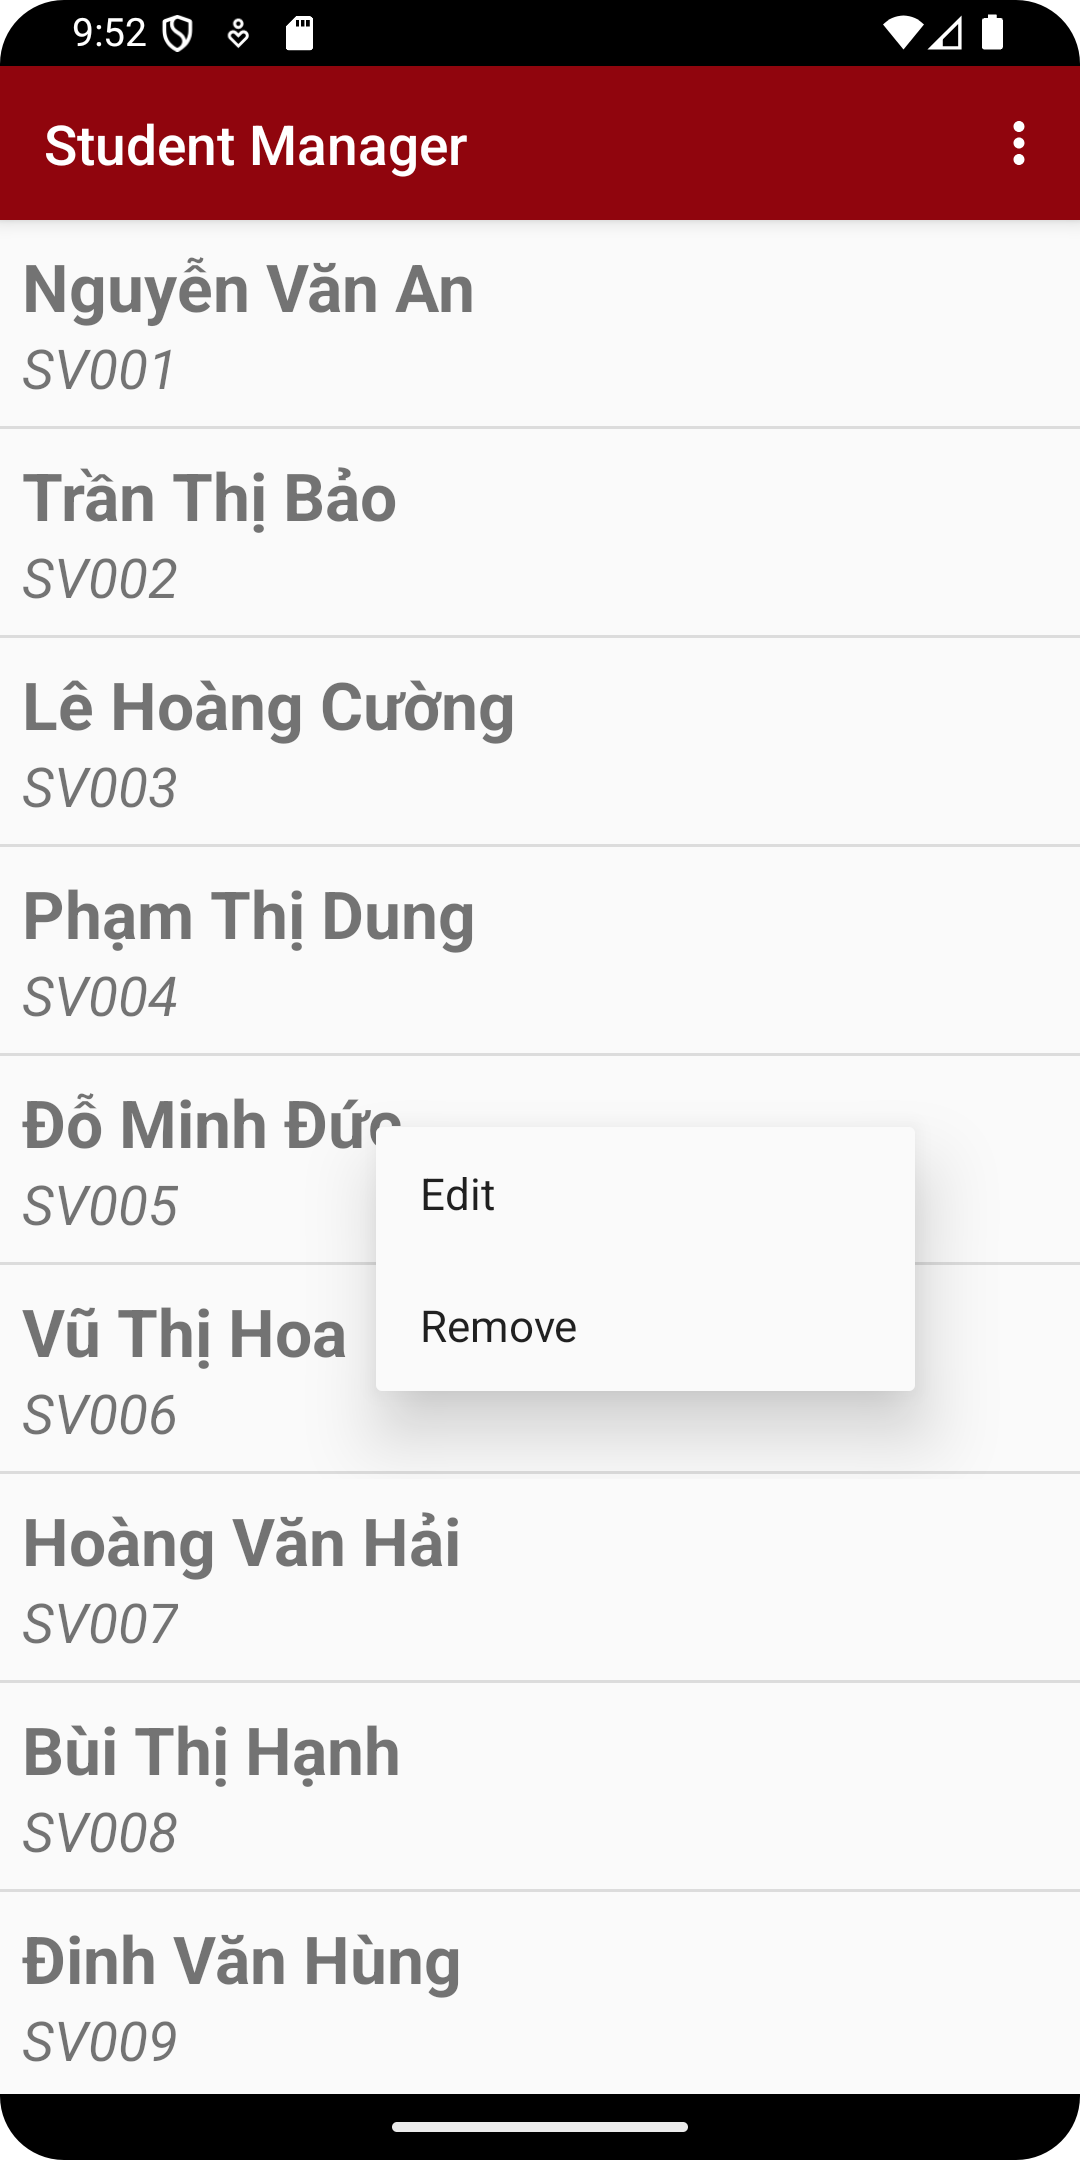 9:52
Student Manager
Nguyễn Văn An
SV001
Trần Thị Bảo
SV002
Lê Hoàng Cường
SV003
Phạm Thị Dung
SV004
Đỗ Minh Đức
SV005
Edit
Remove
Vũ Thị Hoa
SV006
Hoàng Văn Hải
SV007
Bùi Thị Hạnh
SV008
Đinh Văn Hùng
SV009